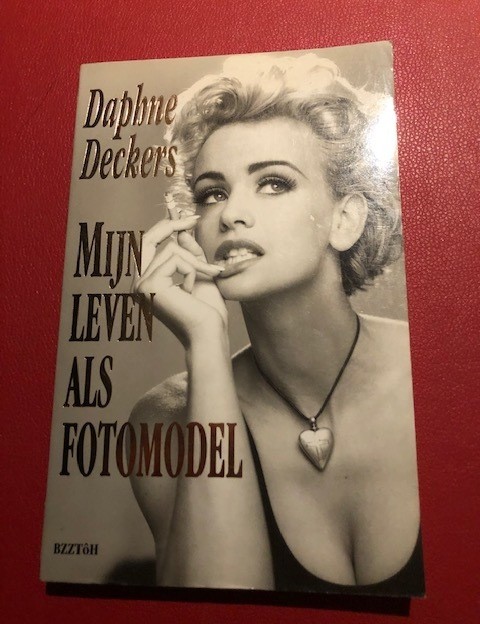 Daphne
Deckers
MIJN
LEVEN
ALS
FOTOMODEL
BZZTôH